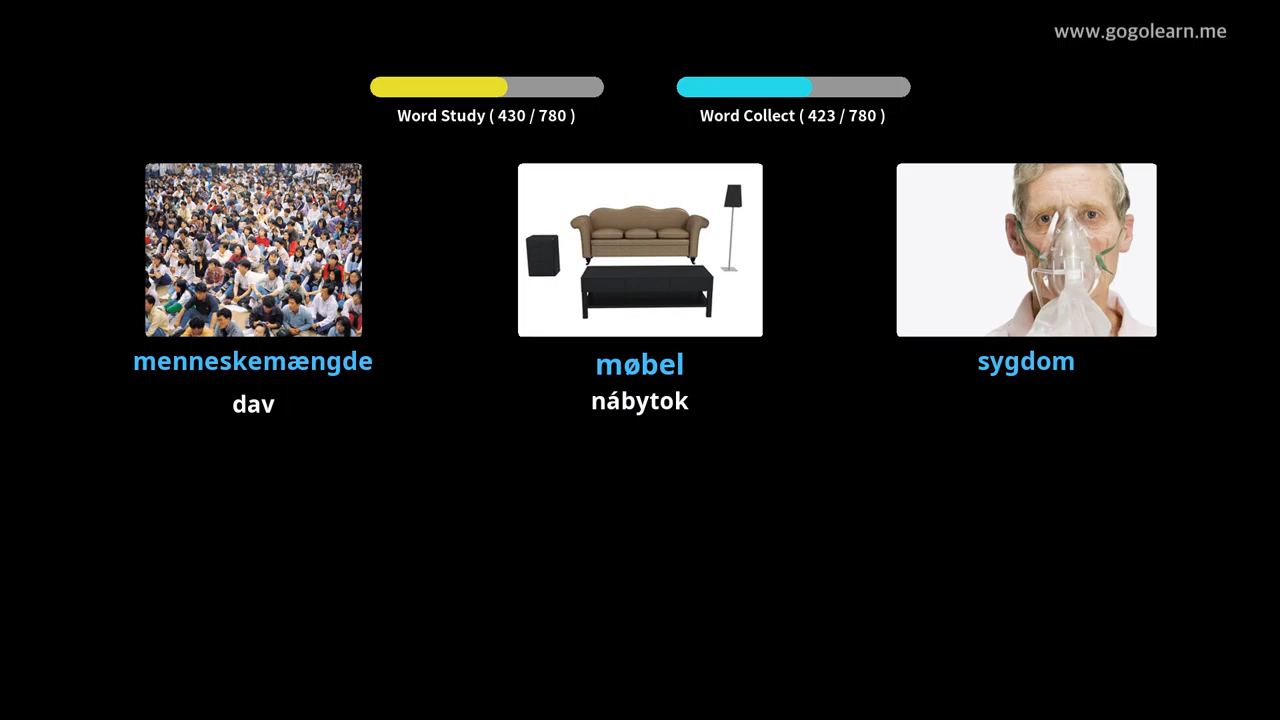 www.gogolearn.me
Word Study ( 430 / 780 )
Word Collect ( 423 / 780 )
menneskemængde
møbel
sygdom
dav
nábytok